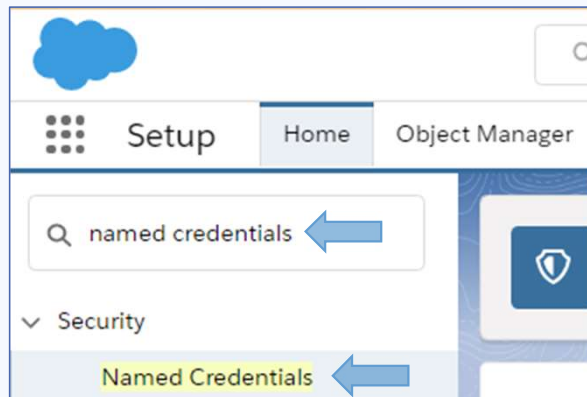 Setup
Home
Object Manager
named credentials
Security
Named Credentials